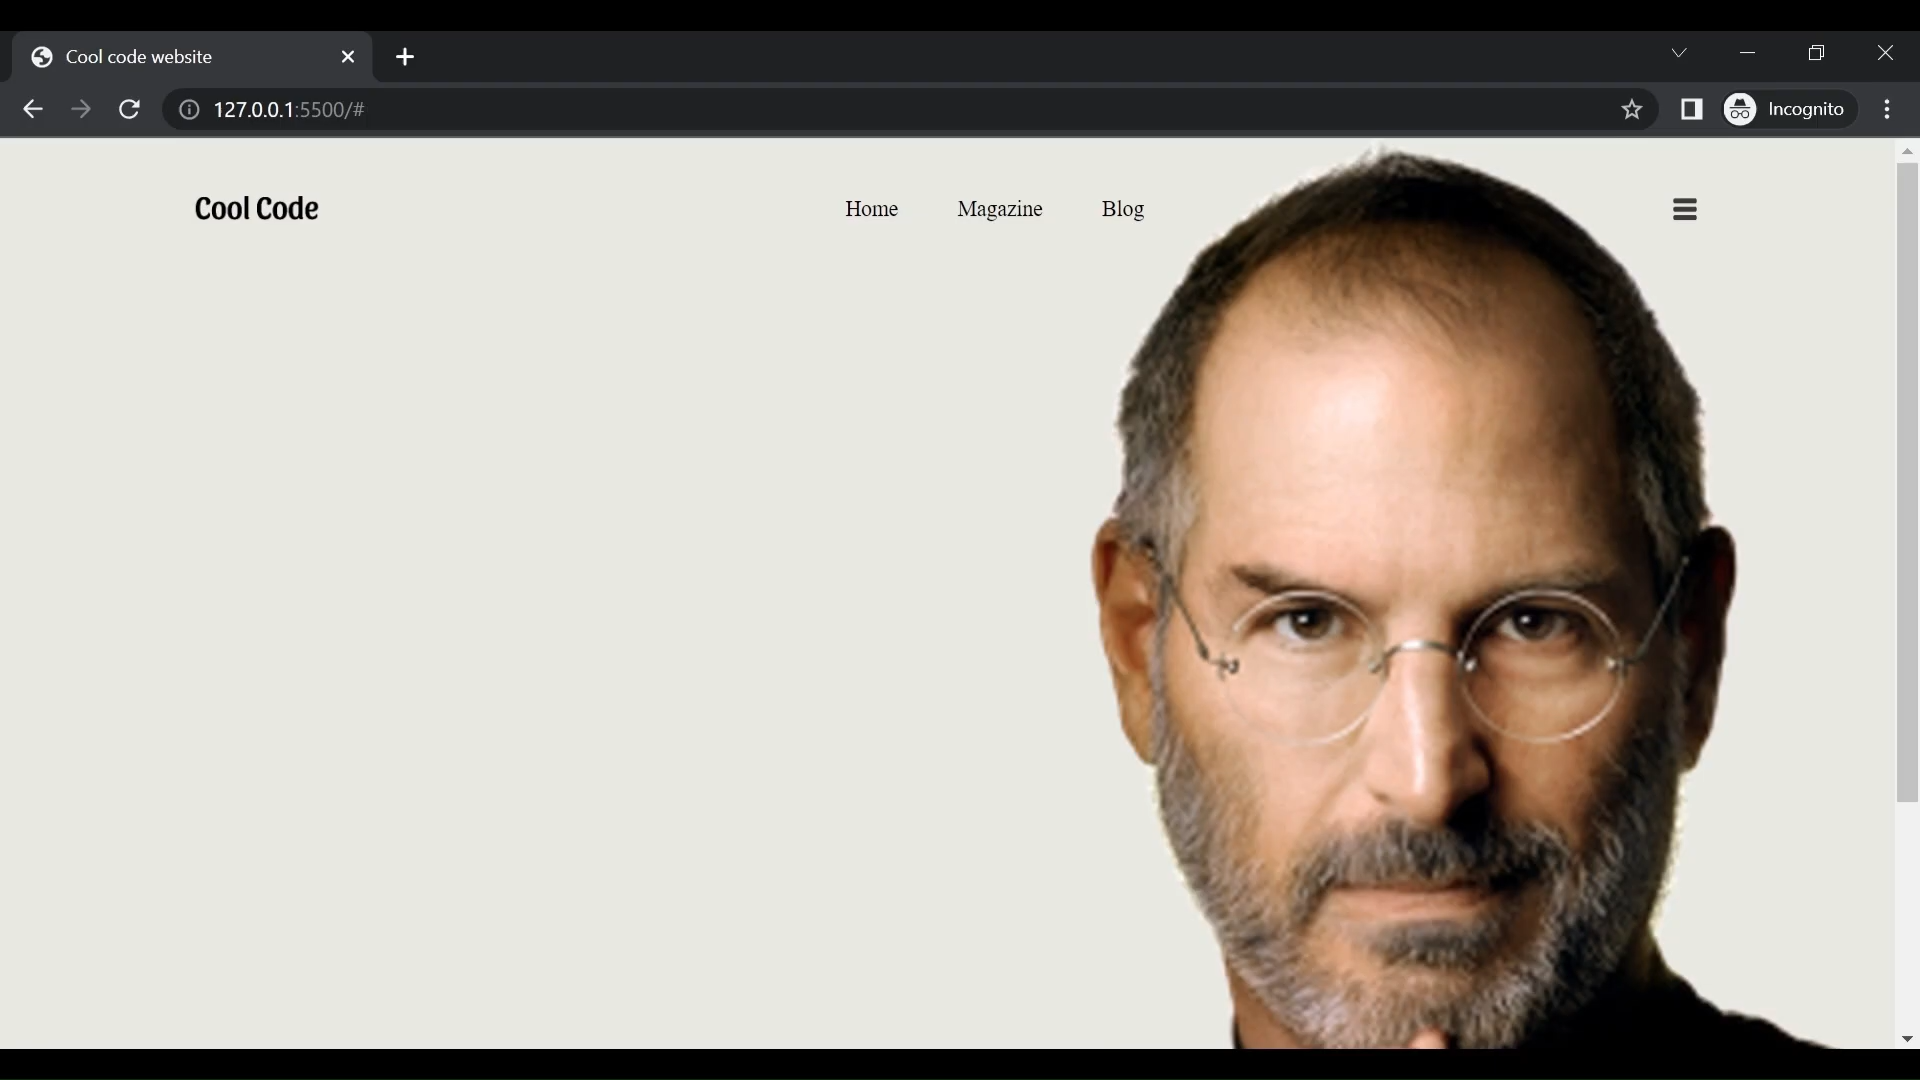 Cool code website
127.0.0.1:5500/#
Incognito
Cool Code
Home Magazine Blog